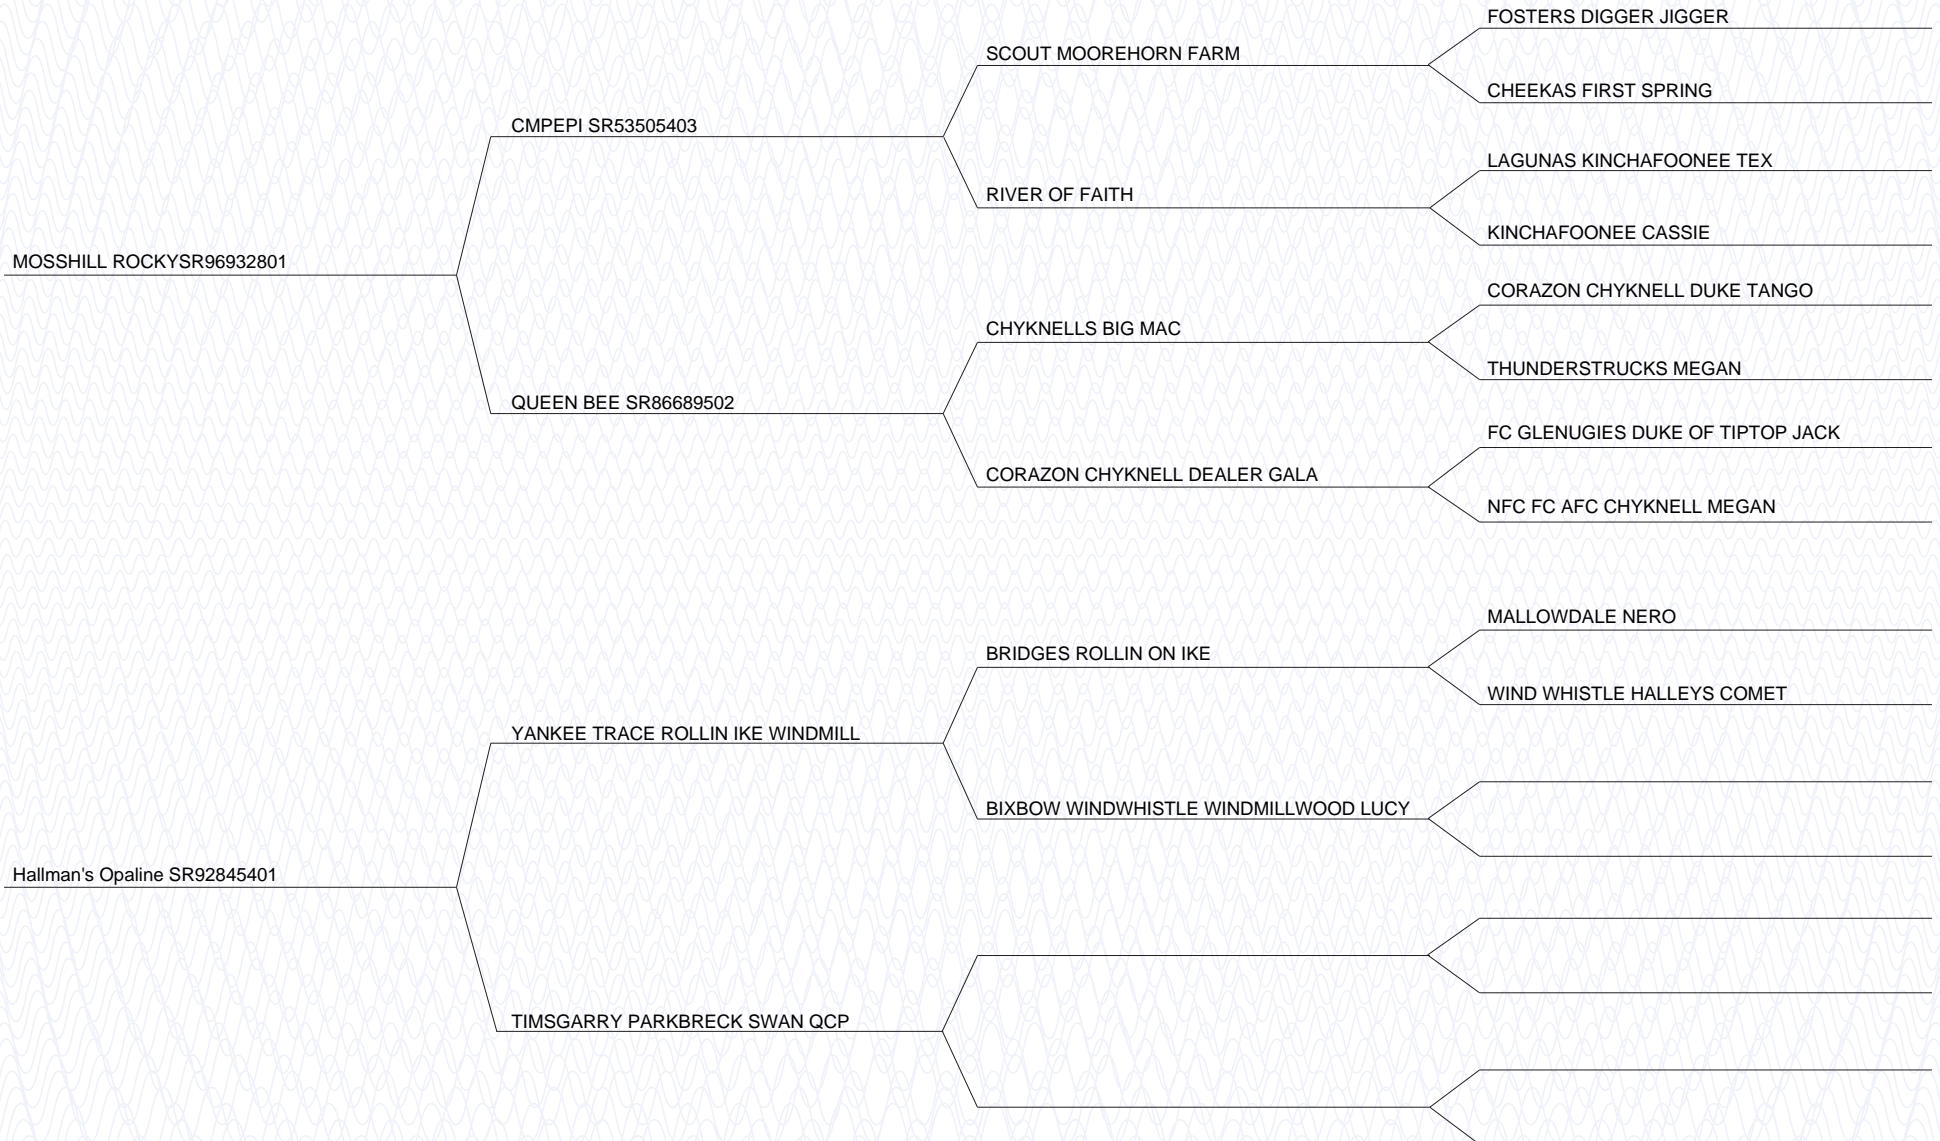 FOSTERS DIGGER JIGGER
SCOUT MOOREHORN FARM
CHEEKAS FIRST SPRING
CMPEPI SR53505403
LAGUNAS KINCHAFOONEE TEX
RIVER OF FAITH
KINCHAFOONEE CASSIE
MOSSHILL ROCKYSR96932801
CORAZON CHYKNELL DUKE TANGO
CHYKNELLS BIG MAC
THUNDERSTRUCKS MEGAN
QUEEN BEE SR86689502
FC GLENUGIES DUKE OF TIPTOP JACK
CORAZON CHYKNELL DEALER GALA
NFC FC AFC CHYKNELL MEGAN
MALLOWDALE NERO
BRIDGES ROLLIN ON IKE
WIND WHISTLE HALLEYS COMET
YANKEE TRACE ROLLIN IKE WINDMILL
BIXBOW WINDWHISTLE WINDMILLWOOD LUCY
Hallman's Opaline SR92845401
TIMSGARRY PARKBRECK SWAN QCP